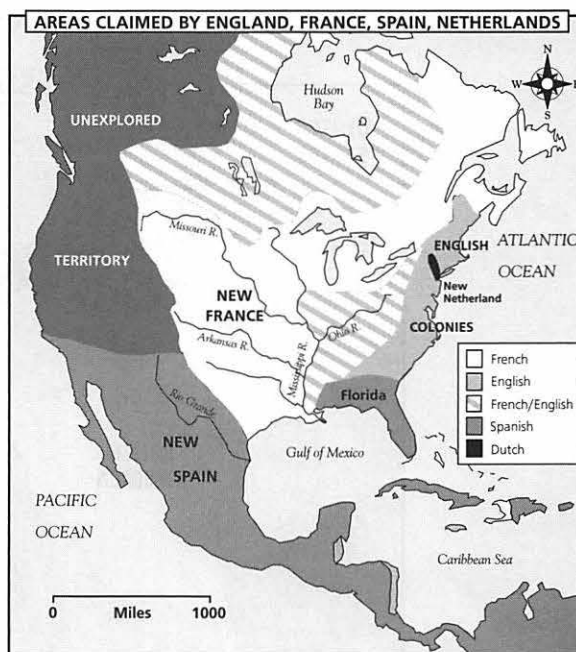 AREAS CLAIMED BY ENGLAND, FRANCE, SPAIN, NETHERLANDS
N
W
E
S
Hudson
Bay
UNEXPLORED
TERRITORY
Missouri R.
NEW
FRANCE
Arkansas R.
Mississippi R.
Ohio R.
ENGLISH
COLONIES
New
Netherland
ATLANTIC
OCEAN
Florida
Rio Grande
NEW
SPAIN
Gulf of Mexico
PACIFIC
OCEAN
Caribbean Sea
French
English
French/English
Spanish
Dutch
0 Miles 1000